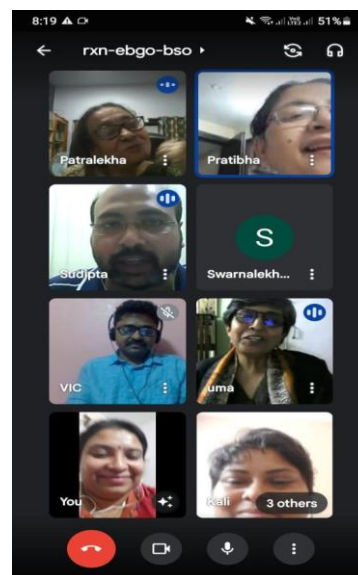 8:19 51%
rxn-ebgo-bso
Patralekha Pratibha
Sudipta S
Swarnalekh...
VIC uma
You Kali 3 others